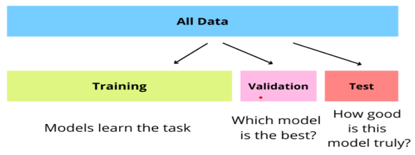 All Data
Training
Validation
Test
Models learn the task
Which model
is the best?
How good
is this
model truly?